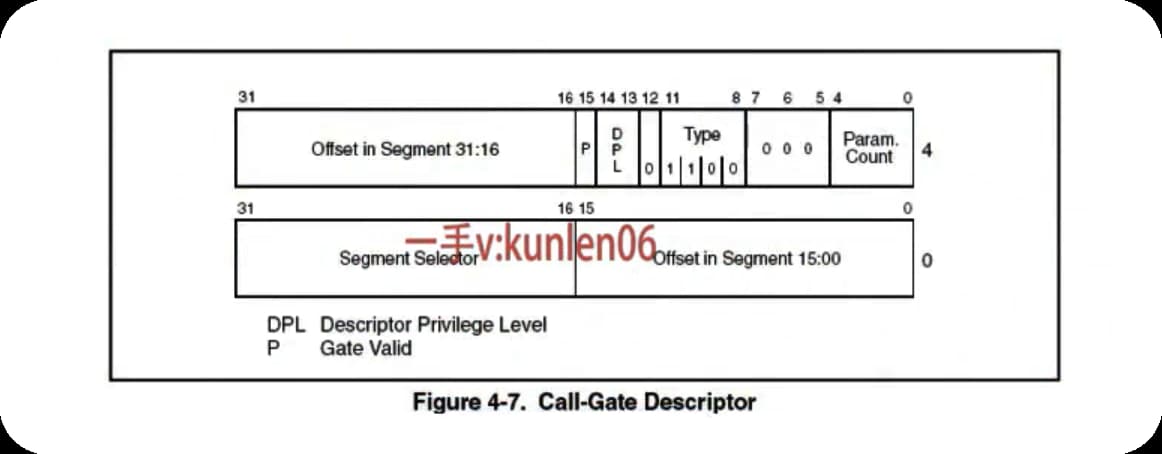 31 16 15 14 13 12 11 8 7 6 5 4 0
Offset in Segment 31:16 P D P L 0 Type 1 1 0 0 0 0 0 Param. Count 4
31 16 15 0
Segment Selector Offset in Segment 15:00 0
一手v:kunlen06
DPL Descriptor Privilege Level
P Gate Valid
Figure 4-7. Call-Gate Descriptor